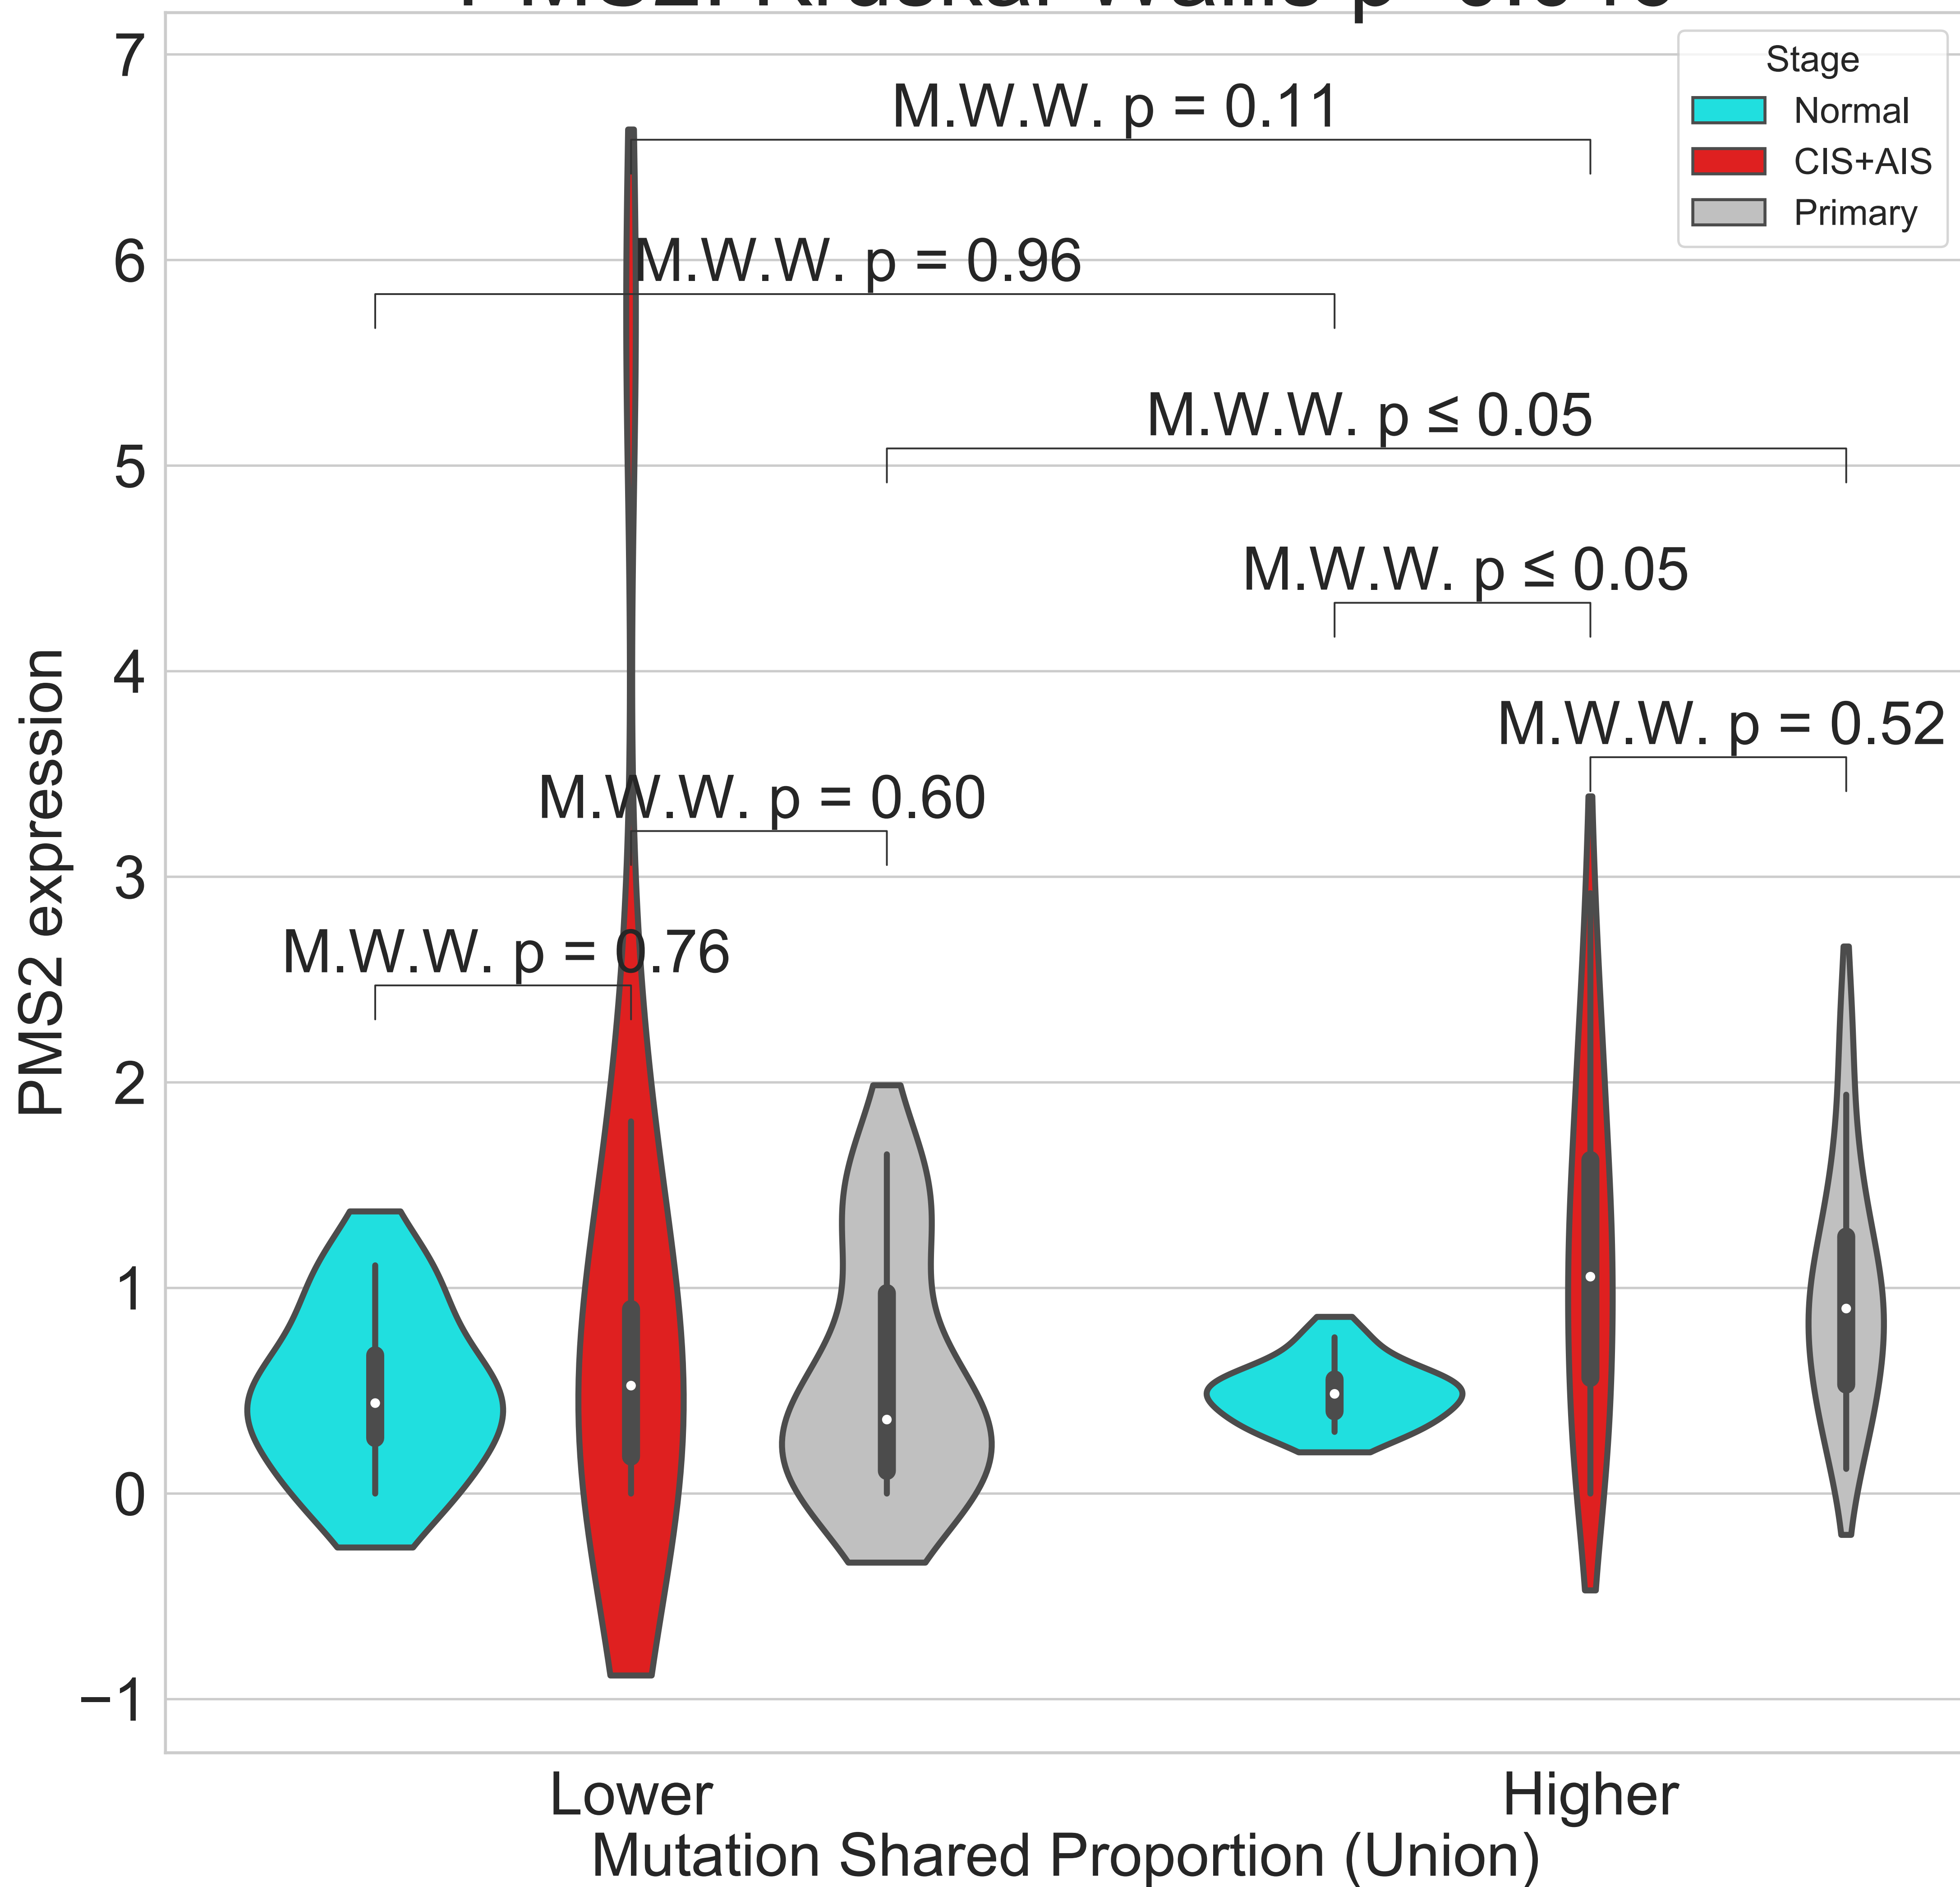 7
6
5
4
3
2
1
0
−1
PMS2 expression
M.W.W. p = 0.11
M.W.W. p = 0.96
M.W.W. p ≤ 0.05
M.W.W. p ≤ 0.05
M.W.W. p = 0.52
M.W.W. p = 0.60
M.W.W. p = 0.76
Stage
Normal
CIS+AIS
Primary
Lower
Higher
Mutation Shared Proportion (Union)